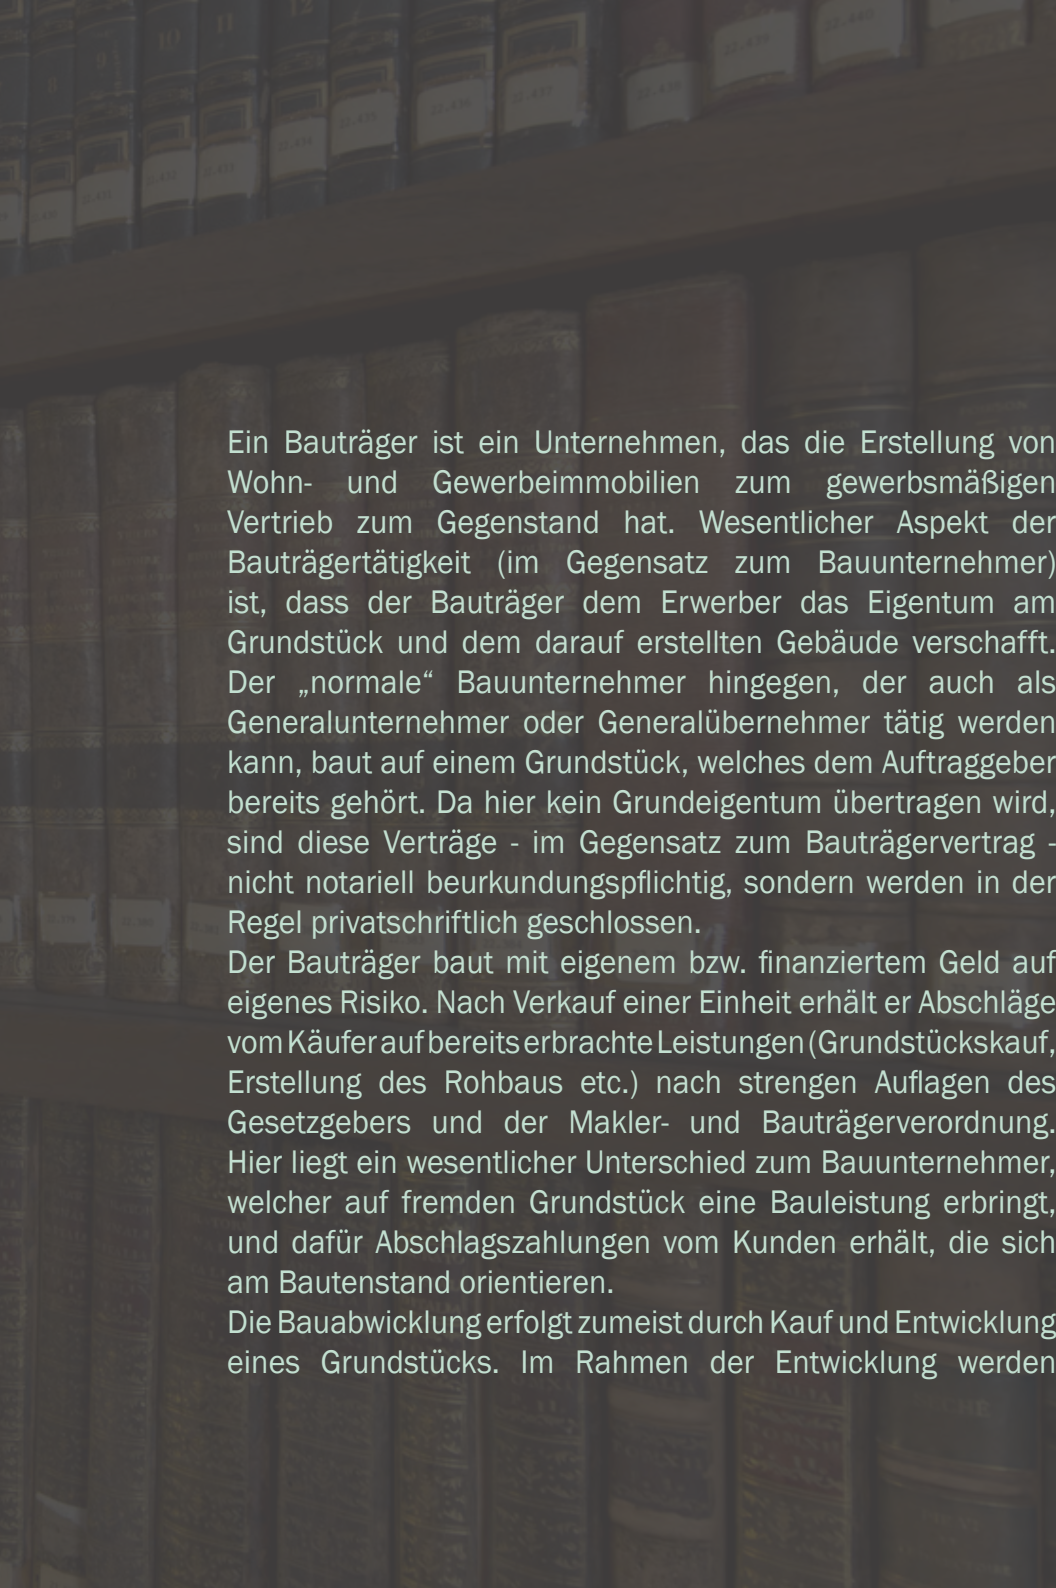 Ein Bauträger ist ein Unternehmen, das die Erstellung von
Wohn- und Gewerbeimmobilien zum gewerbsmäßigen
Vertrieb zum Gegenstand hat. Wesentlicher Aspekt der
Bauträgertätigkeit (im Gegensatz zum Bauunternehmer)
ist, dass der Bauträger dem Erwerber das Eigentum am
Grundstück und dem darauf erstellten Gebäude verschafft.
Der „normale“ Bauunternehmer hingegen, der auch als
Generalunternehmer oder Generalübernehmer tätig werden
kann, baut auf einem Grundstück, welches dem Auftraggeber
bereits gehört. Da hier kein Grundeigentum übertragen wird,
sind diese Verträge - im Gegensatz zum Bauträgervertrag -
nicht notariell beurkundungspflichtig, sondern werden in der
Regel privatschriftlich geschlossen.
Der Bauträger baut mit eigenem bzw. finanziertem Geld auf
eigenes Risiko. Nach Verkauf einer Einheit erhält er Abschläge
vom Käufer auf bereits erbrachte Leistungen (Grundstückskauf,
Erstellung des Rohbaus etc.) nach strengen Auflagen des
Gesetzgebers und der Makler- und Bauträgerverordnung.
Hier liegt ein wesentlicher Unterschied zum Bauunternehmer,
welcher auf fremden Grundstück eine Bauleistung erbringt,
und dafür Abschlagszahlungen vom Kunden erhält, die sich
am Bautenstand orientieren.
Die Bauabwicklung erfolgt zumeist durch Kauf und Entwicklung
eines Grundstücks. Im Rahmen der Entwicklung werden